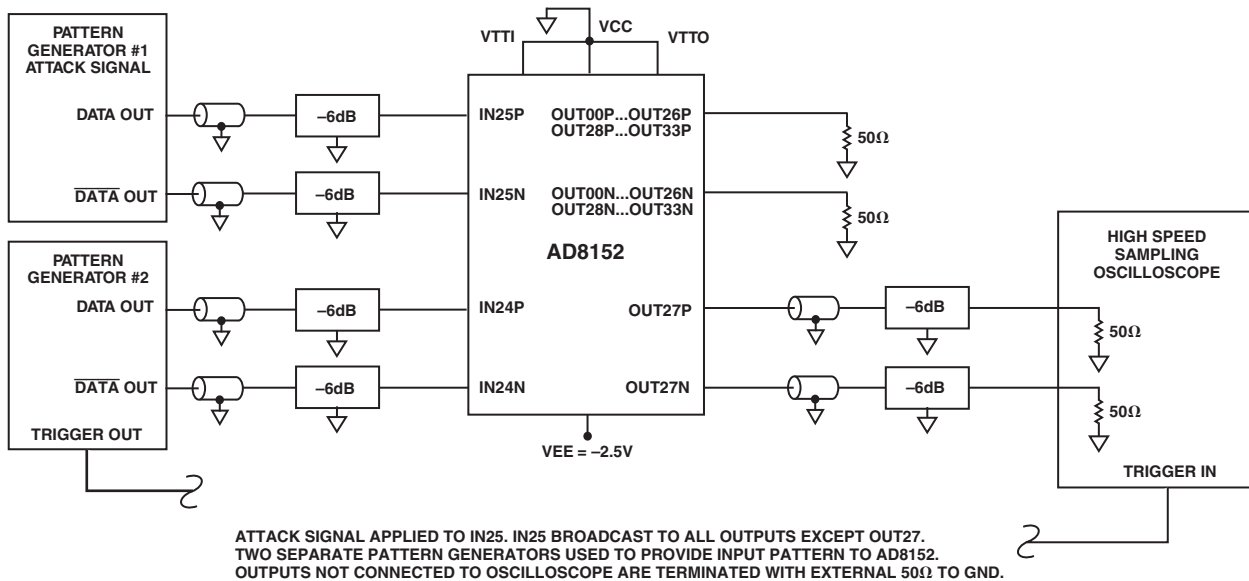 PATTERN
GENERATOR #1
ATTACK SIGNAL
DATA OUT
DATA OUT
–6dB
–6dB
PATTERN
GENERATOR #2
DATA OUT
DATA OUT
TRIGGER OUT
–6dB
–6dB
VTTI
VCC
VTTO
IN25P
IN25N
IN24P
IN24N
OUT00P...OUT26P
OUT28P...OUT33P
OUT00N...OUT26N
OUT28N...OUT33N
AD8152
OUT27P
OUT27N
VEE = –2.5V
50Ω
50Ω
–6dB
–6dB
HIGH SPEED
SAMPLING
OSCILLOSCOPE
50Ω
50Ω
TRIGGER IN
ATTACK SIGNAL APPLIED TO IN25. IN25 BROADCAST TO ALL OUTPUTS EXCEPT OUT27.
TWO SEPARATE PATTERN GENERATORS USED TO PROVIDE INPUT PATTERN TO AD8152.
OUTPUTS NOT CONNECTED TO OSCILLOSCOPE ARE TERMINATED WITH EXTERNAL 50Ω TO GND.